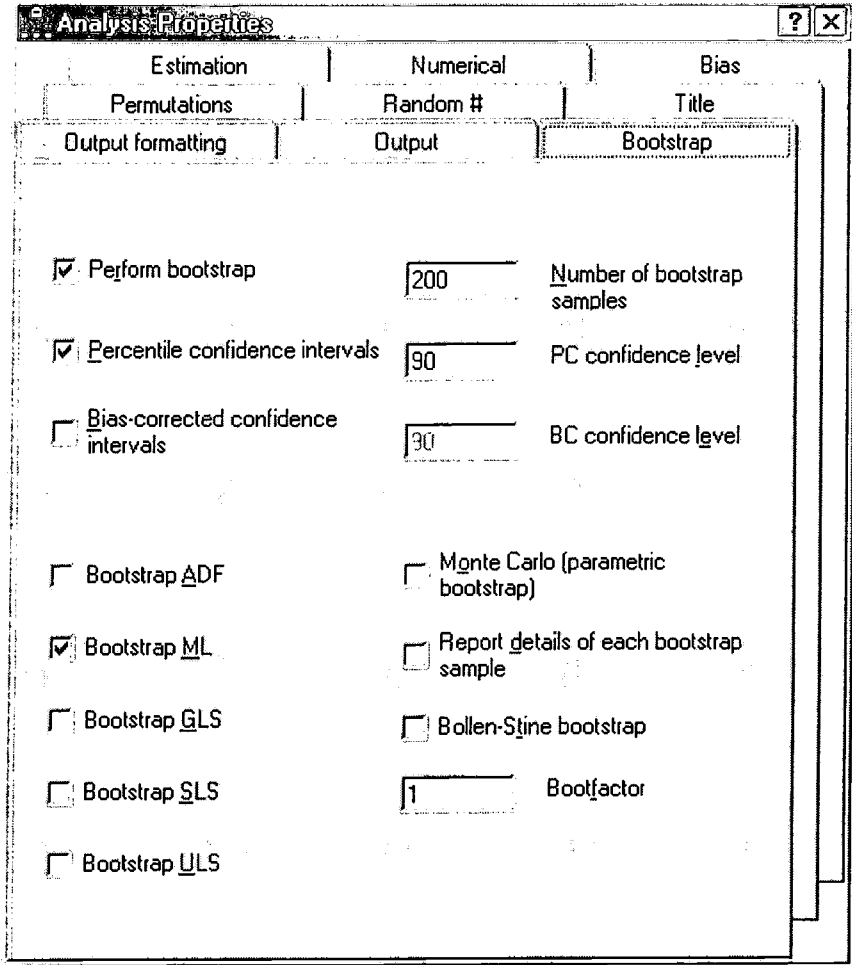 Analysis Properties
Estimation Numerical Bias
Permutations Random # Title
Output formatting Output Bootstrap
Perform bootstrap
200
Number of bootstrap
samples
Percentile confidence intervals
90
PC confidence level
Bias-corrected confidence
intervals
90
BC confidence level
Bootstrap ADF
Monte Carlo (parametric
bootstrap)
Bootstrap ML
Report details of each bootstrap
sample
Bootstrap GLS
Bollen-Stine bootstrap
Bootstrap SLS
1
Bootfactor
Bootstrap ULS